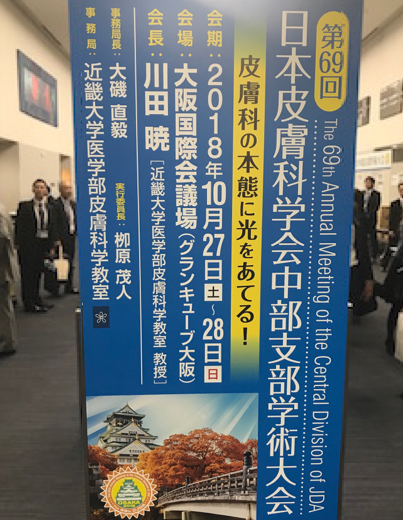 第69回
日本皮膚科学会中部支部学術大会
The 69th Annual Meeting of the Central Division of JDA
皮膚科の本態に光をあてる!
会期:2018年10月27日土~28日日
会場:大阪国際会議場(グランキューブ大阪)
会長:川田 暁[近畿大学医学部皮膚科学教室 教授]
事務局長:大磯 直毅 実行委員長:栁原 茂人
事務局:近畿大学医学部皮膚科学教室
OSAKA